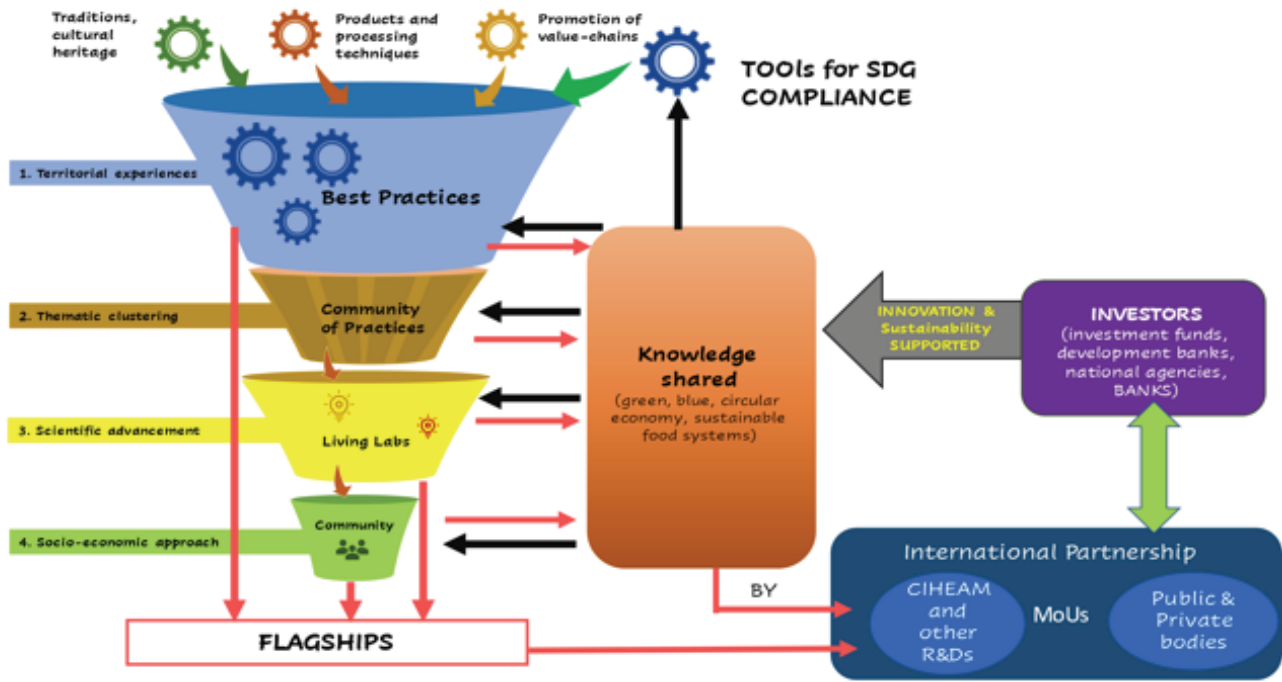 Traditions,
cultural
heritage
Products and
processing
techniques
Promotion of
value-chains
TOOls for SDG
COMPLIANCE
1. Territorial experiences
Best Practices
2. Thematic clustering
Community
of Practices
3. Scientific advancement
Living Labs
4. Socio-economic approach
Community
FLAGSHIPS
Knowledge
shared
(green, blue, circular
economy, sustainable
food systems)
INNOVATION &
Sustainability
SUPPORTED
INVESTORS
(investment funds,
development banks,
national agencies,
BANKS)
BY
International Partnership
CIHEAM
and
other
R&Ds
MoUs
Public &
Private
bodies